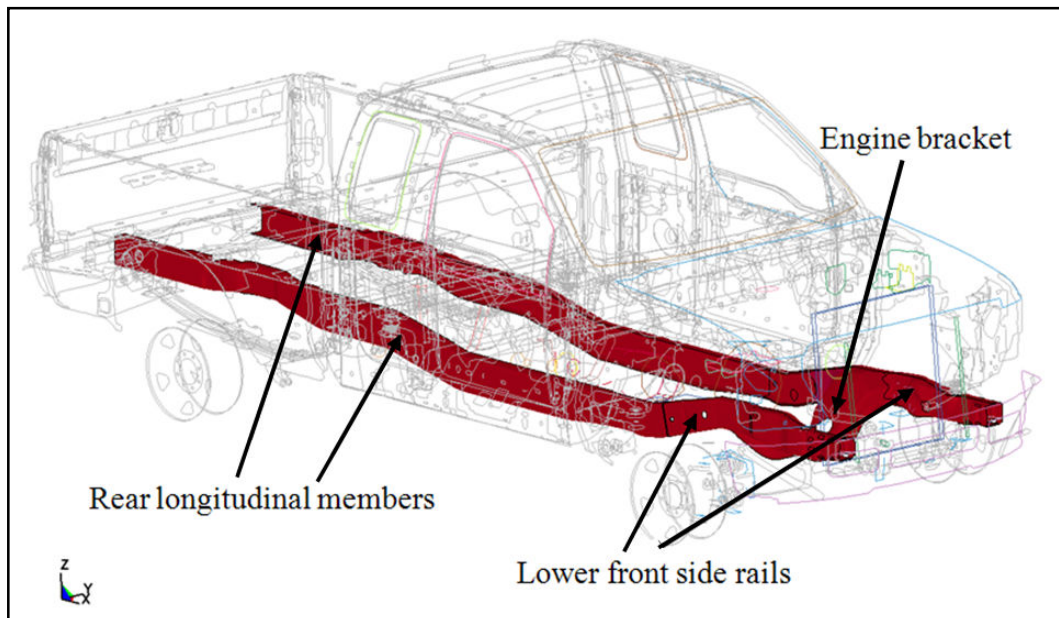 Engine bracket
Rear longitudinal members
Lower front side rails
Z
Y
X